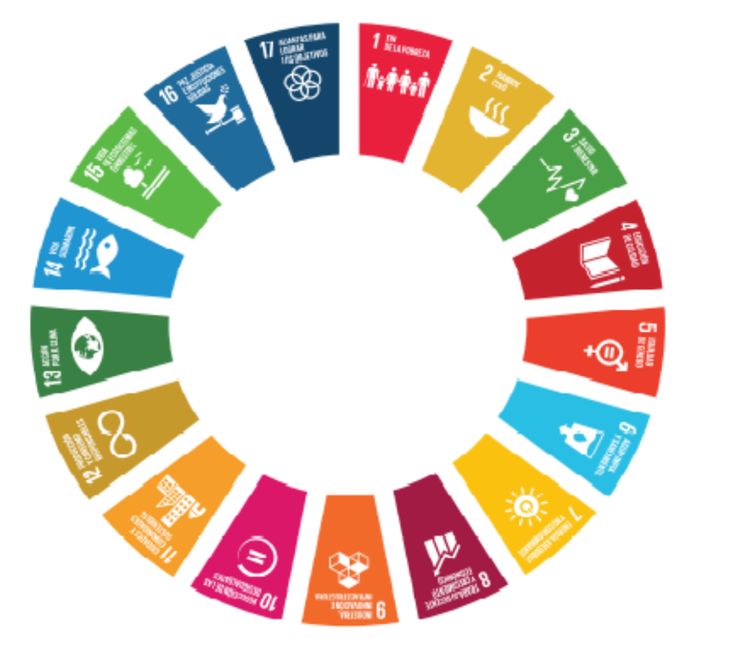 1 FIN
DE LA POBREZA
2 HAMBRE
CERO
3 SALUD
Y BIENESTAR
4 EDUCACIÓN
DE CALIDAD
5 IGUALDAD
DE GÉNERO
6 AGUA LIMPIA
Y SANEAMIENTO
7 ENERGÍA ASEQUIBLE
Y NO CONTAMINANTE
8 TRABAJO DECENTE
Y CRECIMIENTO
ECONÓMICO
9 INDUSTRIA,
INNOVACIÓN E
INFRAESTRUCTURA
10 REDUCCIÓN DE LAS
DESIGUALDADES
11 CIUDADES Y
COMUNIDADES
SOSTENIBLES
12 PRODUCCIÓN
Y CONSUMO
RESPONSABLES
13 ACCIÓN
POR EL CLIMA
14 VIDA
SUBMARINA
15 VIDA
DE ECOSISTEMAS
TERRESTRES
16 PAZ, JUSTICIA
E INSTITUCIONES
SÓLIDAS
17 ALIANZAS PARA
LOGRAR
LOS OBJETIVOS